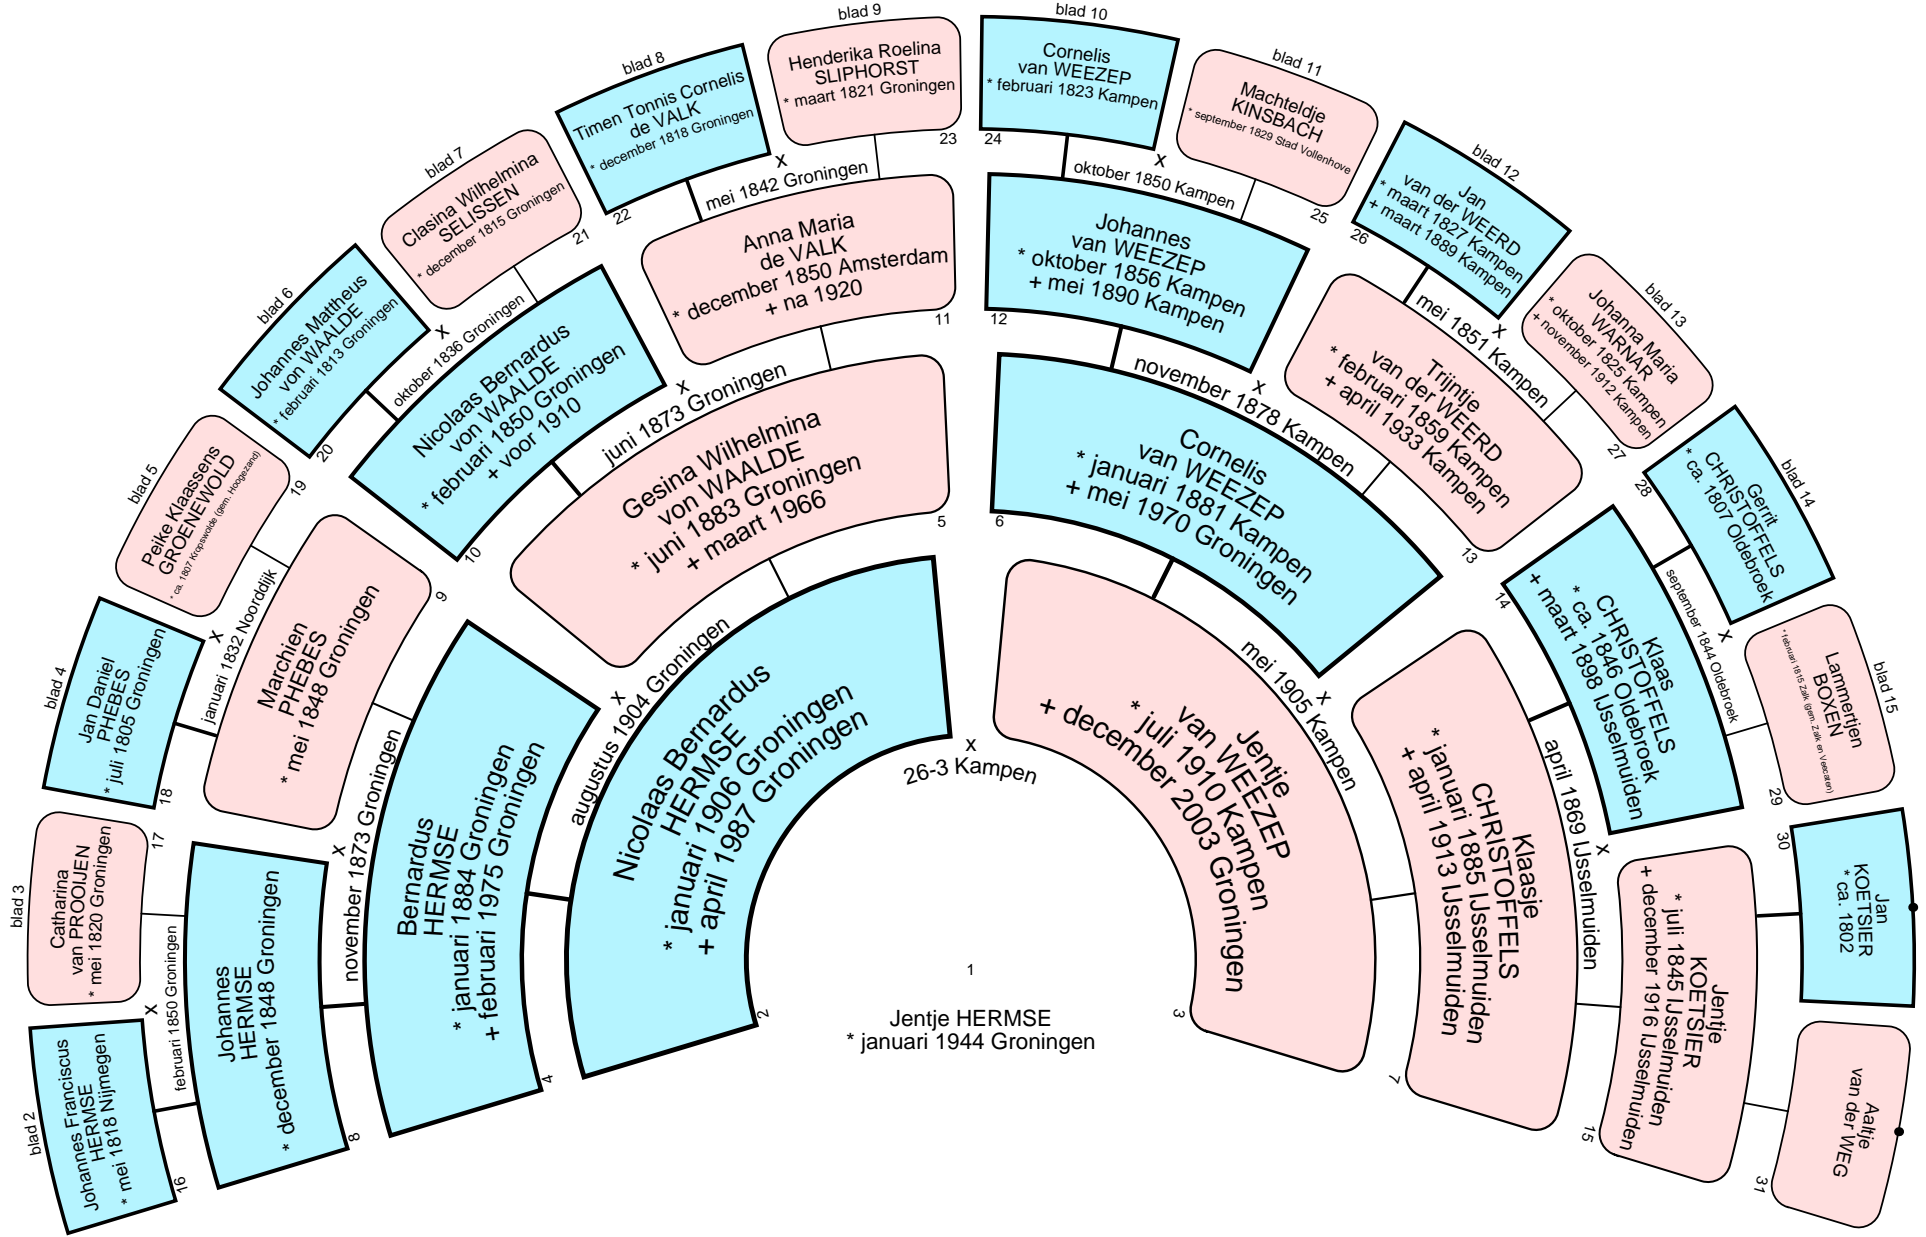 1
Jentje HERMSE
* januari 1944 Groningen
x
26-3 Kampen
Nicolaas Bernardus
HERMSE
* januari 1906 Groningen
+ april 1987 Groningen
2
Jentje
van WEEZEP
* juli 1910 Kampen
+ december 2003 Groningen
3
Bernardus
HERMSE
* januari 1884 Groningen
+ februari 1975 Groningen
4
x
augustus 1904 Groningen
Gesina Wilhelmina
von WAALDE
* juni 1883 Groningen
+ maart 1966
5
Cornelis
van WEEZEP
* januari 1881 Kampen
+ mei 1970 Groningen
6
x
mei 1905 Kampen
Klaasje
CHRISTOFFELS
* januari 1885 IJsselmuiden
+ april 1913 IJsselmuiden
7
Johannes
HERMSE
* december 1848 Groningen
8
x
november 1873 Groningen
Marchien
PHEBES
* mei 1848 Groningen
9
Nicolaas Bernardus
von WAALDE
* februari 1850 Groningen
+ voor 1910
10
x
juni 1873 Groningen
Anna Maria
de VALK
* december 1850 Amsterdam
+ na 1920
11
Johannes
van WEEZEP
* oktober 1856 Kampen
+ mei 1890 Kampen
12
x
november 1878 Kampen
Trijntje
van der WEERD
* februari 1859 Kampen
+ april 1933 Kampen
13
Klaas
CHRISTOFFELS
* ca. 1846 Oldebroek
+ maart 1898 IJsselmuiden
14
x
april 1869 IJsselmuiden
Jentje
KOETSIER
* juli 1845 IJsselmuiden
+ december 1916 IJsselmuiden
15
blad 2
Johannes Franciscus
HERMSE
* mei 1818 Nijmegen
16
x
februari 1850 Groningen
blad 3
Catharina
van PROOIJEN
* mei 1820 Groningen
17
blad 4
Jan Daniel
PHEBES
* juli 1805 Groningen
18
x
januari 1832 Noorddijk
blad 5
Peike Klaassens
GROENEWOLD
* ca. 1807 Kropswolde (gem. Hoogezand)
19
blad 6
Johannes Mattheus
von WAALDE
* februari 1813 Groningen
20
x
oktober 1836 Groningen
blad 7
Clasina Wilhelmina
SELISSEN
* december 1815 Groningen
21
blad 8
Timen Tonnis Cornelis
de VALK
* december 1818 Groningen
22
x
mei 1842 Groningen
blad 9
Henderika Roelina
SLIPHORST
* maart 1821 Groningen
23
blad 10
Cornelis
van WEEZEP
* februari 1823 Kampen
24
x
oktober 1850 Kampen
blad 11
Machteldje
KINSBACH
* september 1829 Stad Vollenhove
25
blad 12
Jan
van der WEERD
* maart 1827 Kampen
+ maart 1889 Kampen
26
x
mei 1851 Kampen
blad 13
Johanna Maria
WARNAR
* oktober 1825 Kampen
+ november 1912 Kampen
27
blad 14
Gerrit
CHRISTOFFELS
* ca. 1807 Oldebroek
28
x
september 1844 Oldebroek
blad 15
Lammertjen
BOXEN
* februari 1815 Zalk (gem. Zalk en Veecaten)
29
Jan
KOETSIER
* ca. 1802
30
Aaltje
van der WEG
31